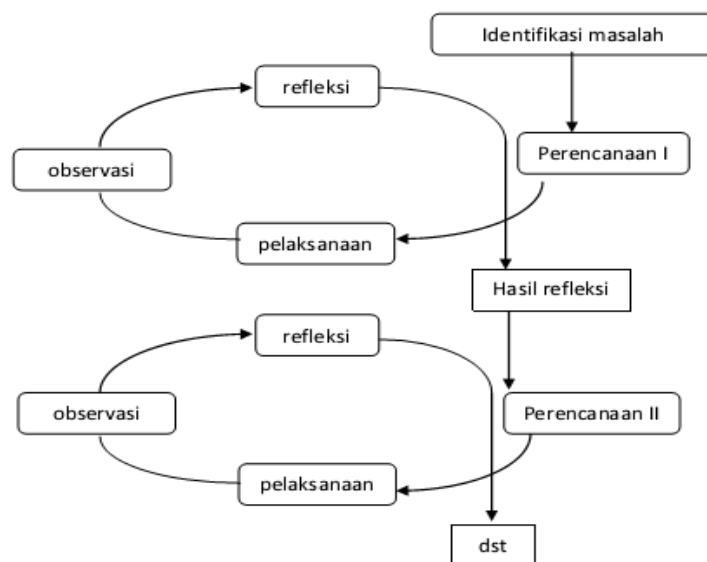 Identifikasi masalah
refleksi
Perencanaan I
observasi
pelaksanaan
Hasil refleksi
refleksi
observasi
Perencanaan II
pelaksanaan
dst